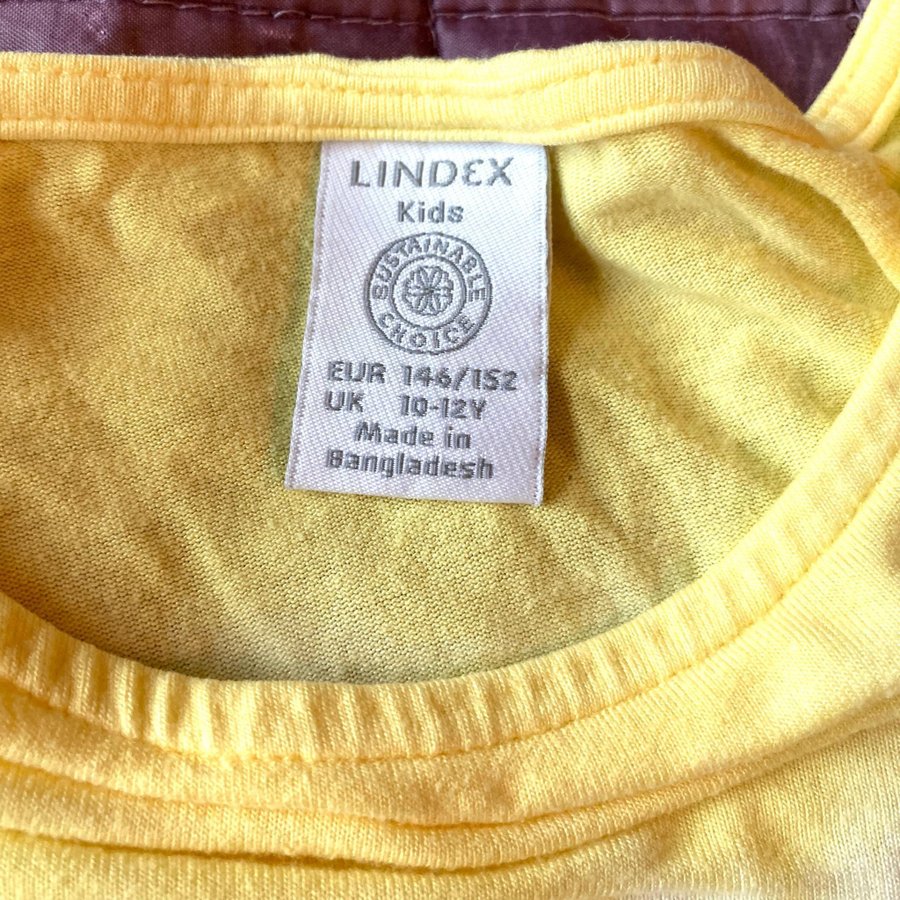 LINDEX
Kids
SUSTAINABLE
CHOICE
EUR 146/152
UK 10-12Y
Made in
Bangladesh